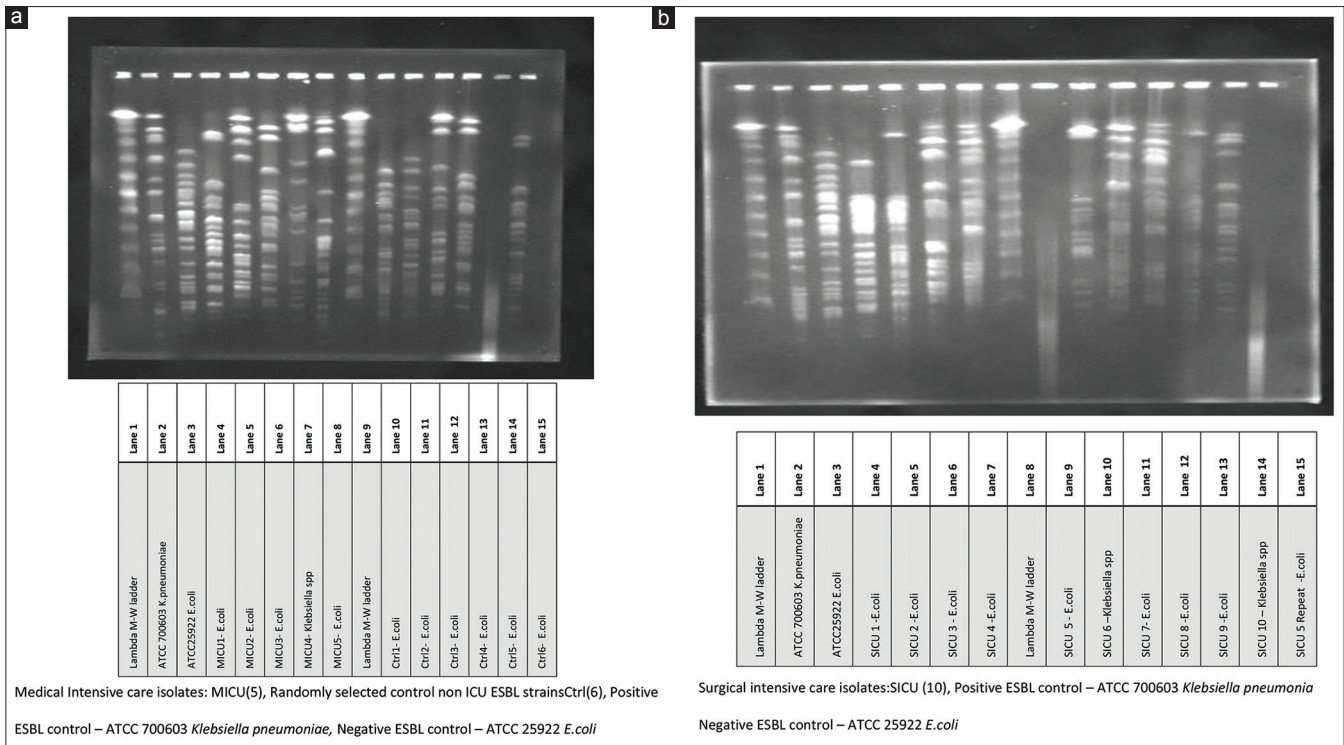 a
Lane 1
Lane 2
Lane 3
Lane 4
Lane 5
Lane 6
Lane 7
Lane 8
Lane 9
Lane 10
Lane 11
Lane 12
Lane 13
Lane 14
Lane 15
Lambda M-W ladder
ATCC 700603 K.pneumoniae
ATCC25922 E.coli
MICU1- E.coli
MICU2- E.coli
MICU3- E.coli
MICU4- Klebsiella spp
MICU5- E.coli
Lambda M-W ladder
Ctrl1- E.coli
Ctrl2- E.coli
Ctrl3- E.coli
Ctrl4- E.coli
Ctrl5- E.coli
Ctrl6- E.coli
Medical Intensive care isolates: MICU(5), Randomly selected control non ICU ESBL strainsCtrl(6), Positive
ESBL control – ATCC 700603 Klebsiella pneumoniae, Negative ESBL control – ATCC 25922 E.coli
b
Lane 1
Lane 2
Lane 3
Lane 4
Lane 5
Lane 6
Lane 7
Lane 8
Lane 9
Lane 10
Lane 11
Lane 12
Lane 13
Lane 14
Lane 15
Lambda M-W ladder
ATCC 700603 K.pneumoniae
ATCC25922 E.coli
SICU 1 -E.coli
SICU 2 -E.coli
SICU 3 - E.coli
SICU 4 -E.coli
Lambda M-W ladder
SICU 5 - E.coli
SICU 6 –Klebsiella spp
SICU 7- E.coli
SICU 8 -E.coli
SICU 9 -E.coli
SICU 10 – Klebsiella spp
SICU 5 Repeat -E.coli
Surgical intensive care isolates:SICU (10), Positive ESBL control – ATCC 700603 Klebsiella pneumonia
Negative ESBL control – ATCC 25922 E.coli